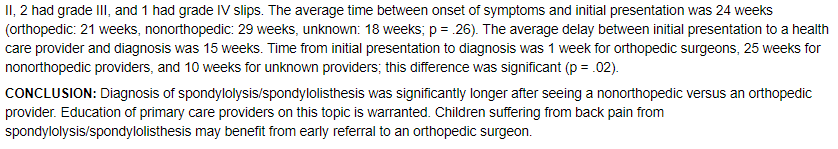 II, 2 had grade III, and 1 had grade IV slips. The average time between onset of symptoms and initial presentation was 24 weeks
(orthopedic: 21 weeks, nonorthopedic: 29 weeks, unknown: 18 weeks; p = .26). The average delay between initial presentation to a health
care provider and diagnosis was 15 weeks. Time from initial presentation to diagnosis was 1 week for orthopedic surgeons, 25 weeks for
nonorthopedic providers, and 10 weeks for unknown providers; this difference was significant (p = .02).
CONCLUSION: Diagnosis of spondylolysis/spondylolisthesis was significantly longer after seeing a nonorthopedic versus an orthopedic
provider. Education of primary care providers on this topic is warranted. Children suffering from back pain from
spondylolysis/spondylolisthesis may benefit from early referral to an orthopedic surgeon.